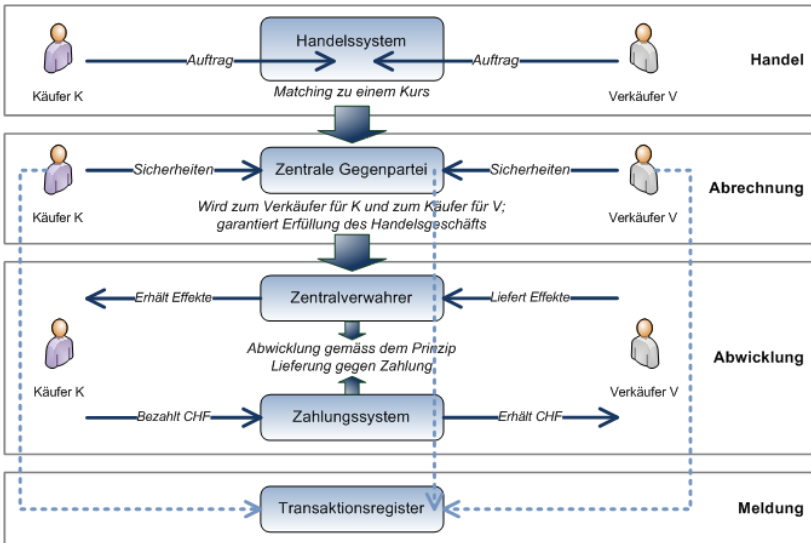 Handelssystem
Auftrag
Auftrag
Handel
Käufer K
Matching zu einem Kurs
Verkäufer V
Sicherheiten
Zentrale Gegenpartei
Sicherheiten
Abrechnung
Käufer K
Wird zum Verkäufer für K und zum Käufer für V;
garantiert Erfüllung des Handelsgeschäfts
Verkäufer V
Erhält Effekte
Zentralverwahrer
Liefert Effekte
Abwicklung gemäss dem Prinzip
Lieferung gegen Zahlung
Abwicklung
Käufer K
Verkäufer V
Bezahlt CHF
Zahlungssystem
Erhält CHF
Transaktionsregister
Meldung